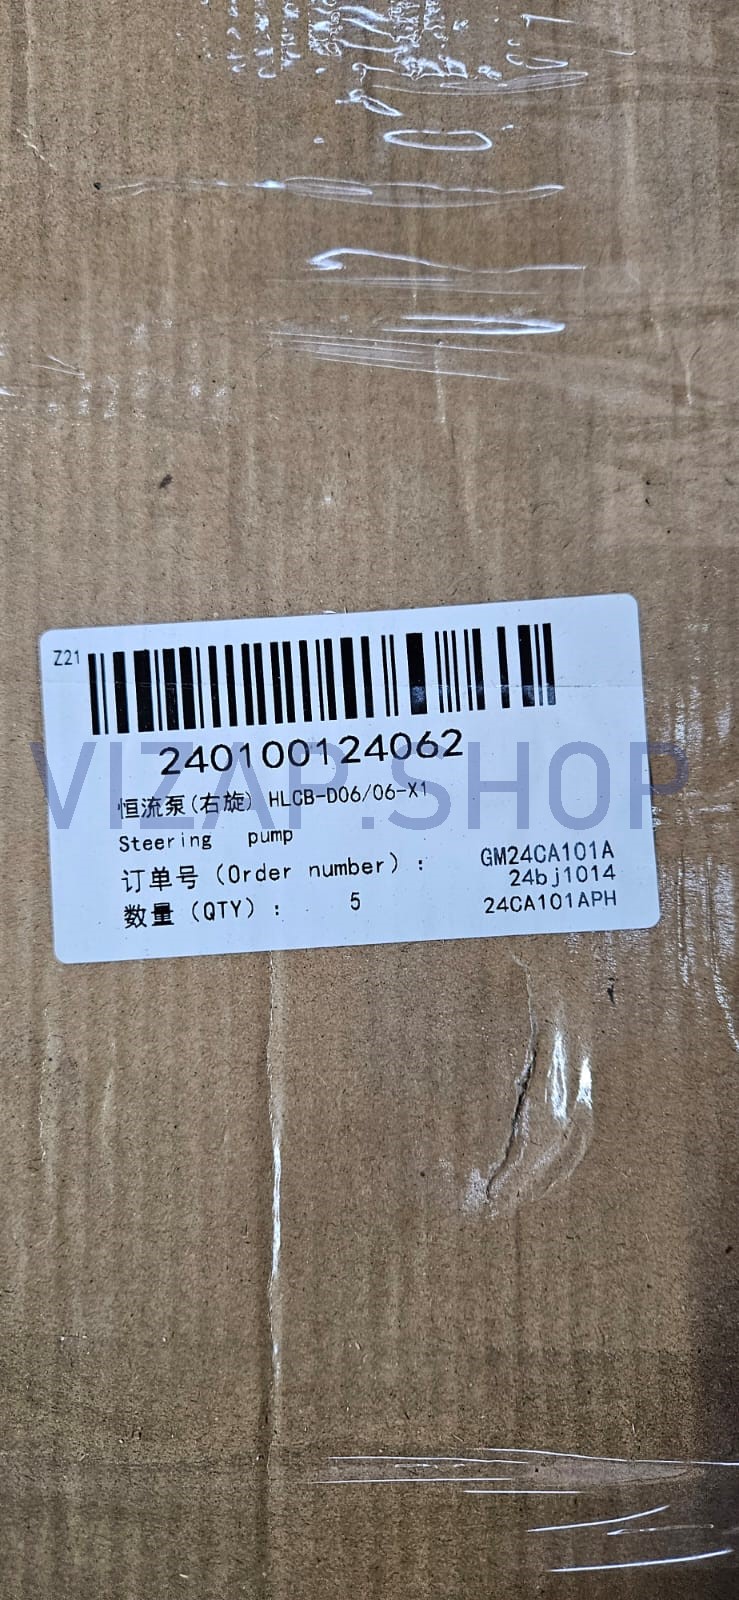 Z21
240100124062
恒流泵(右旋) HLCB-D06/06-X1
Steering pump
订单号 (Order number) : GM24CA101A
24bj1014
数量 (QTY) : 5 24CA101APH
VIZAP.SHOP